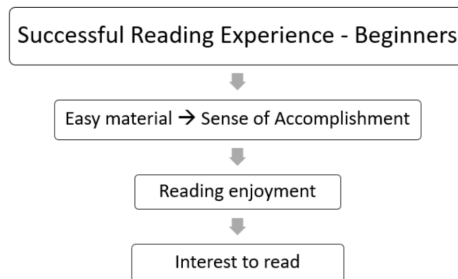 Successful Reading Experience - Beginners
Easy material → Sense of Accomplishment
Reading enjoyment
Interest to read